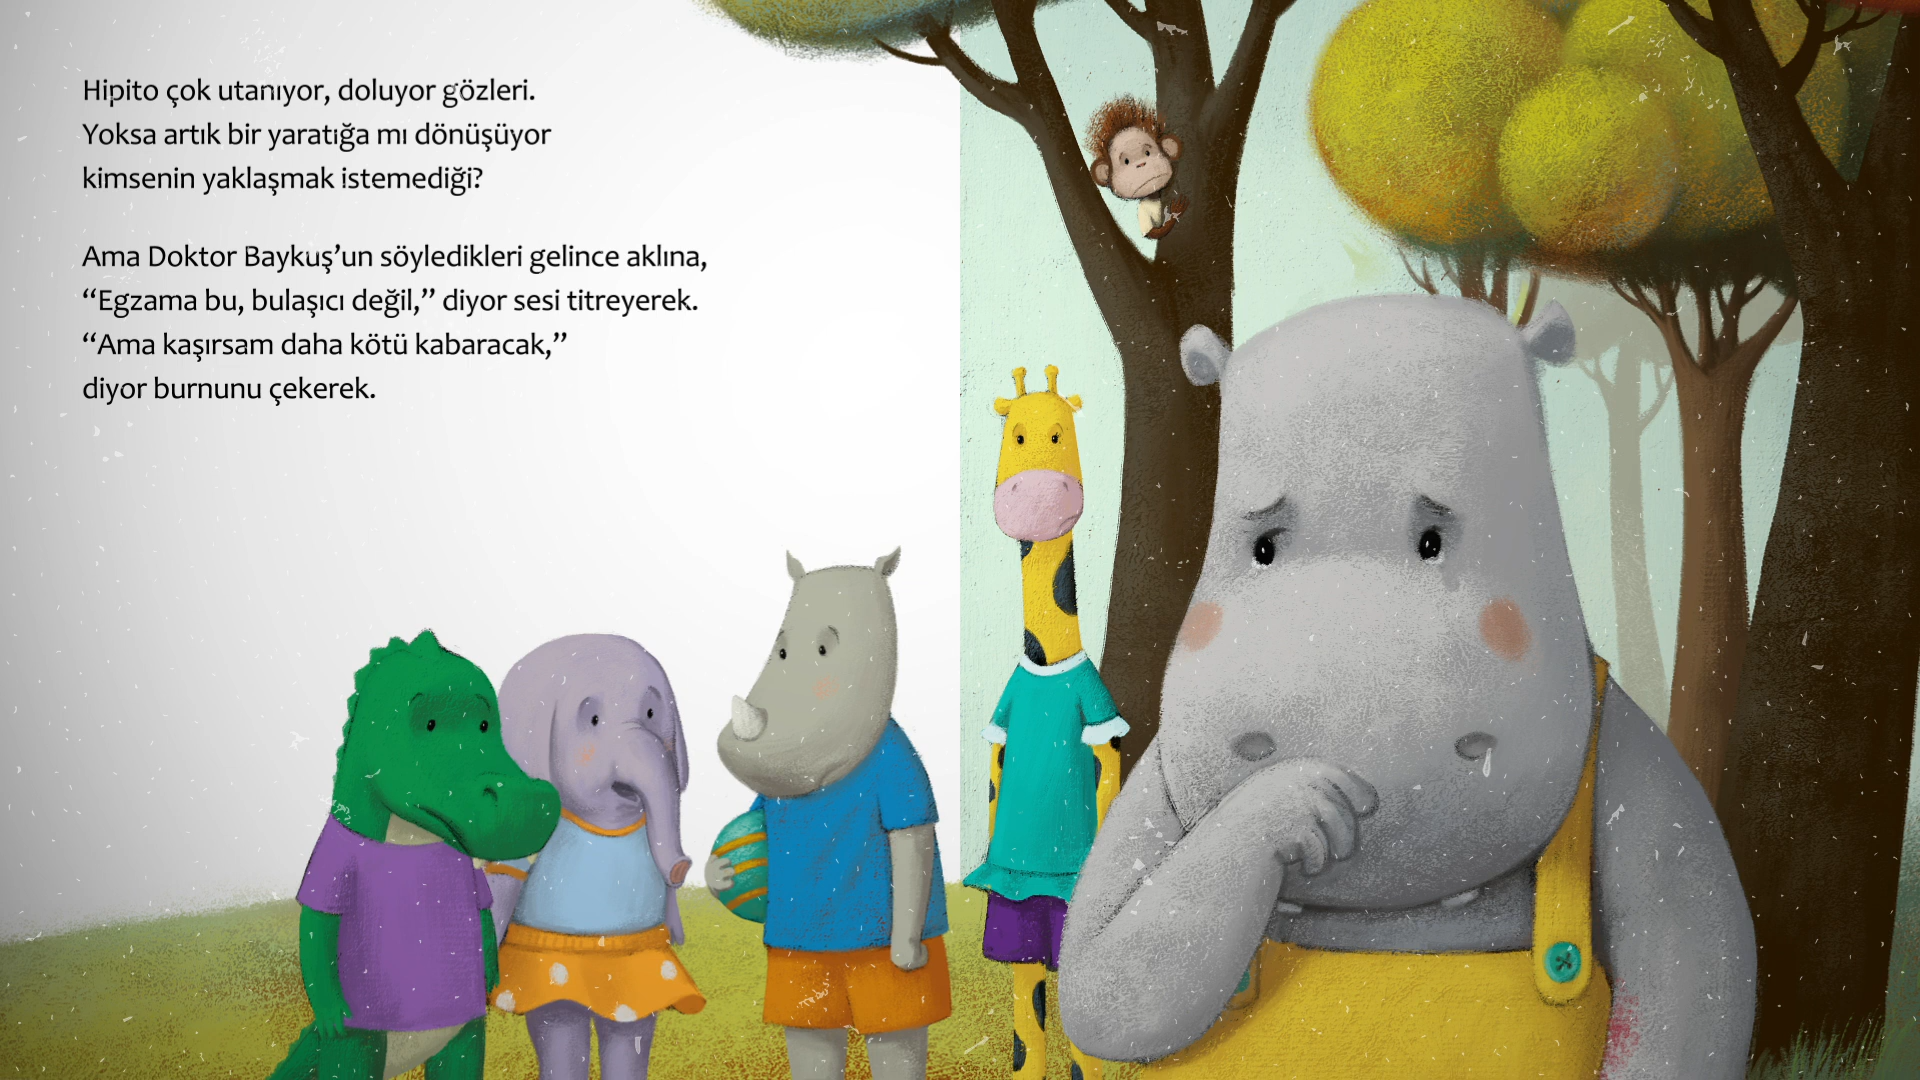 Hipito çok utanıyor, doluyor gözleri.
Yoksa artık bir yaratığa mı dönüşüyor
kimsenin yaklaşmak istemediği?
Ama Doktor Baykuş’un söyledikleri gelince aklına,
“Egzama bu, bulaşıcı değil,” diyor sesi titreyerek.
“Ama kaşırsam daha kötü kabaracak,”
diyor burnunu çekerek.